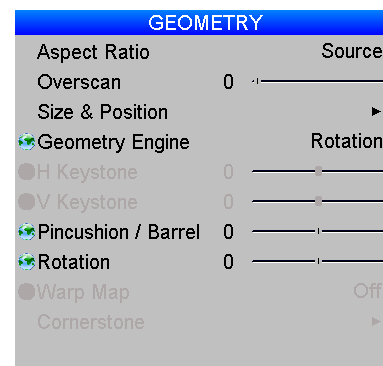 GEOMETRY
Aspect Ratio Source
Overscan 0
Size & Position
Geometry Engine Rotation
H Keystone 0
V Keystone 0
Pincushion / Barrel 0
Rotation 0
Warp Map Off
Cornerstone